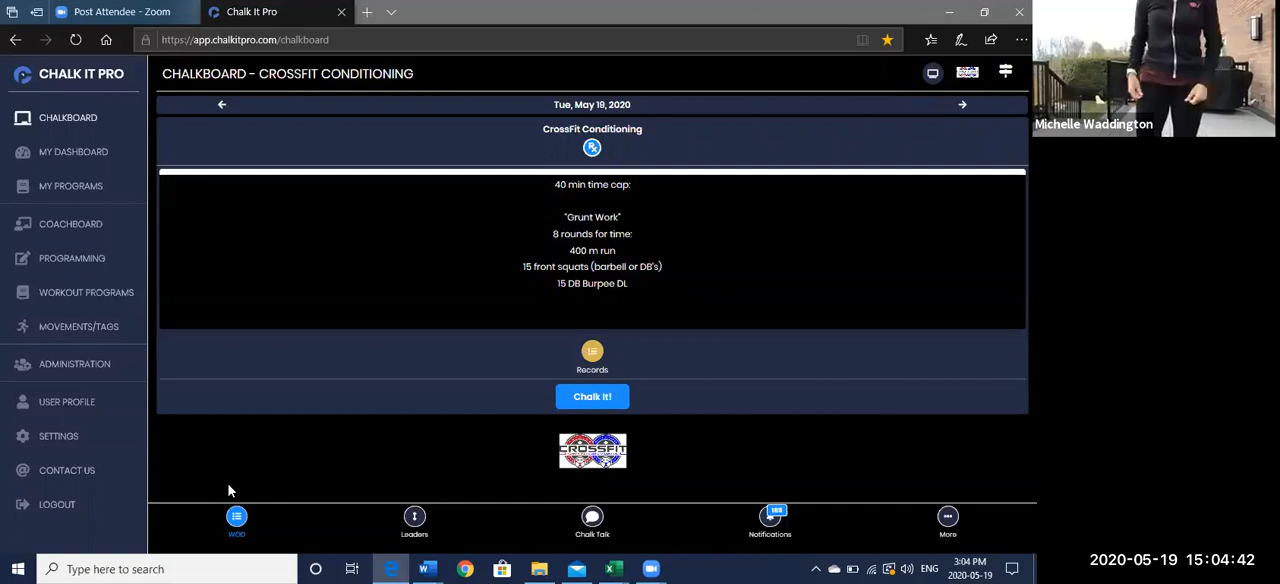 Post Attendee - Zoom
Chalk It Pro
https://app.chalkitpro.com/chalkboard
CHALK IT PRO
CHALKBOARD - CROSSFIT CONDITIONING
Tue, May 19, 2020
CrossFit Conditioning
Rx
40 min time cap:
"Grunt Work"
8 rounds for time:
400 m run
15 front squats (barbell or DB's)
15 DB Burpee DL
Records
Chalk It!
CROSSFIT
CHALKBOARD
MY DASHBOARD
MY PROGRAMS
COACHBOARD
PROGRAMMING
WORKOUT PROGRAMS
MOVEMENTS/TAGS
ADMINISTRATION
USER PROFILE
SETTINGS
CONTACT US
LOGOUT
WOD
Leaders
Chalk Talk
Notifications
More
Michelle Waddington
Type here to search
ENG
3:04 PM
2020-05-19
2020-05-19 15:04:42